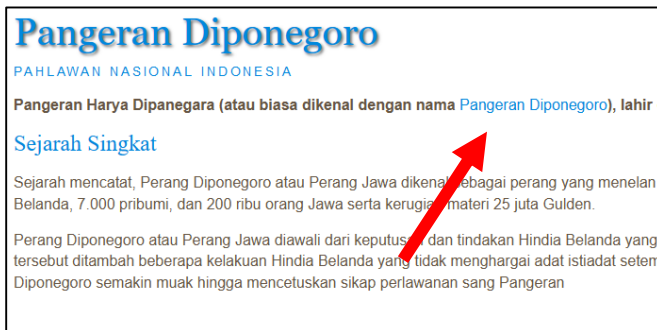 Pangeran Diponegoro
PAHLAWAN NASIONAL INDONESIA
Pangeran Harya Dipanegara (atau biasa dikenal dengan nama Pangeran Diponegoro), lahir
Sejarah Singkat
Sejarah mencatat, Perang Diponegoro atau Perang Jawa dikenal sebagai perang yang menelan
Belanda, 7.000 pribumi, dan 200 ribu orang Jawa serta kerugian materi 25 juta Gulden.
Perang Diponegoro atau Perang Jawa diawali dari keputusan dan tindakan Hindia Belanda yang
tersebut ditambah beberapa kelakuan Hindia Belanda yang tidak menghargai adat istiadat setem
Diponegoro semakin muak hingga mencetuskan sikap perlawanan sang Pangeran